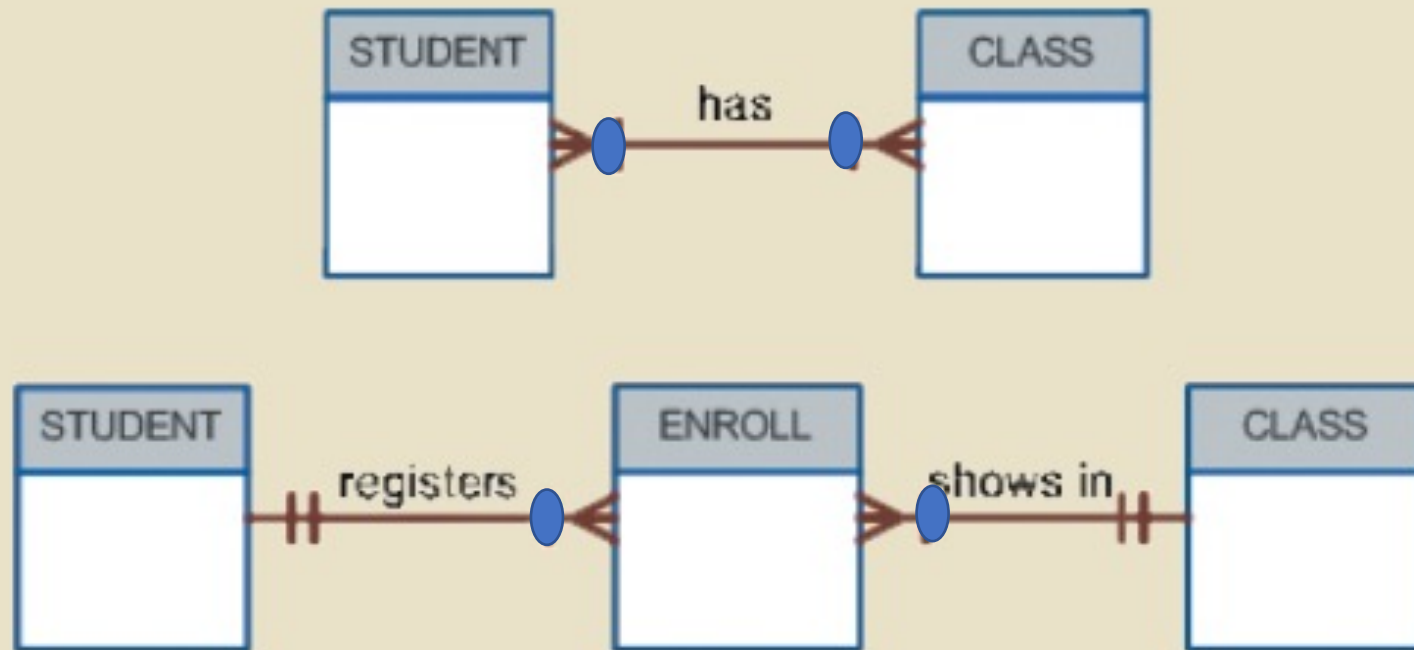 STUDENT
CLASS
has
STUDENT
ENROLL
CLASS
registers
shows in